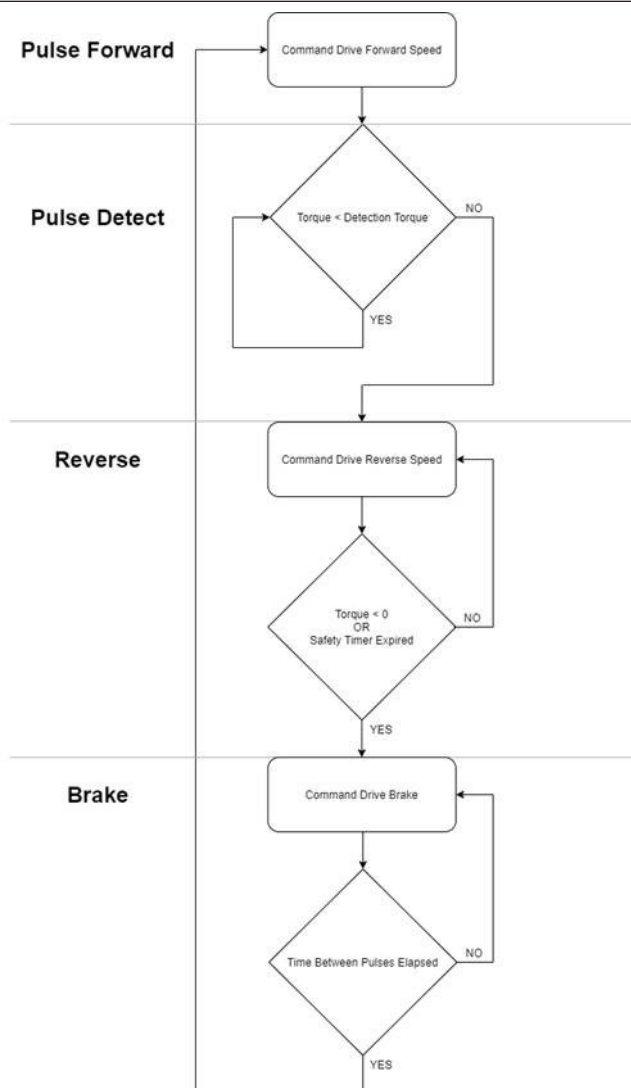 Pulse Forward
Command Drive Forward Speed
Pulse Detect
Torque < Detection Torque
NO
YES
Reverse
Command Drive Reverse Speed
Torque < 0
OR
Safety Timer Expired
NO
YES
Brake
Command Drive Brake
Time Between Pulses Elapsed
NO
YES